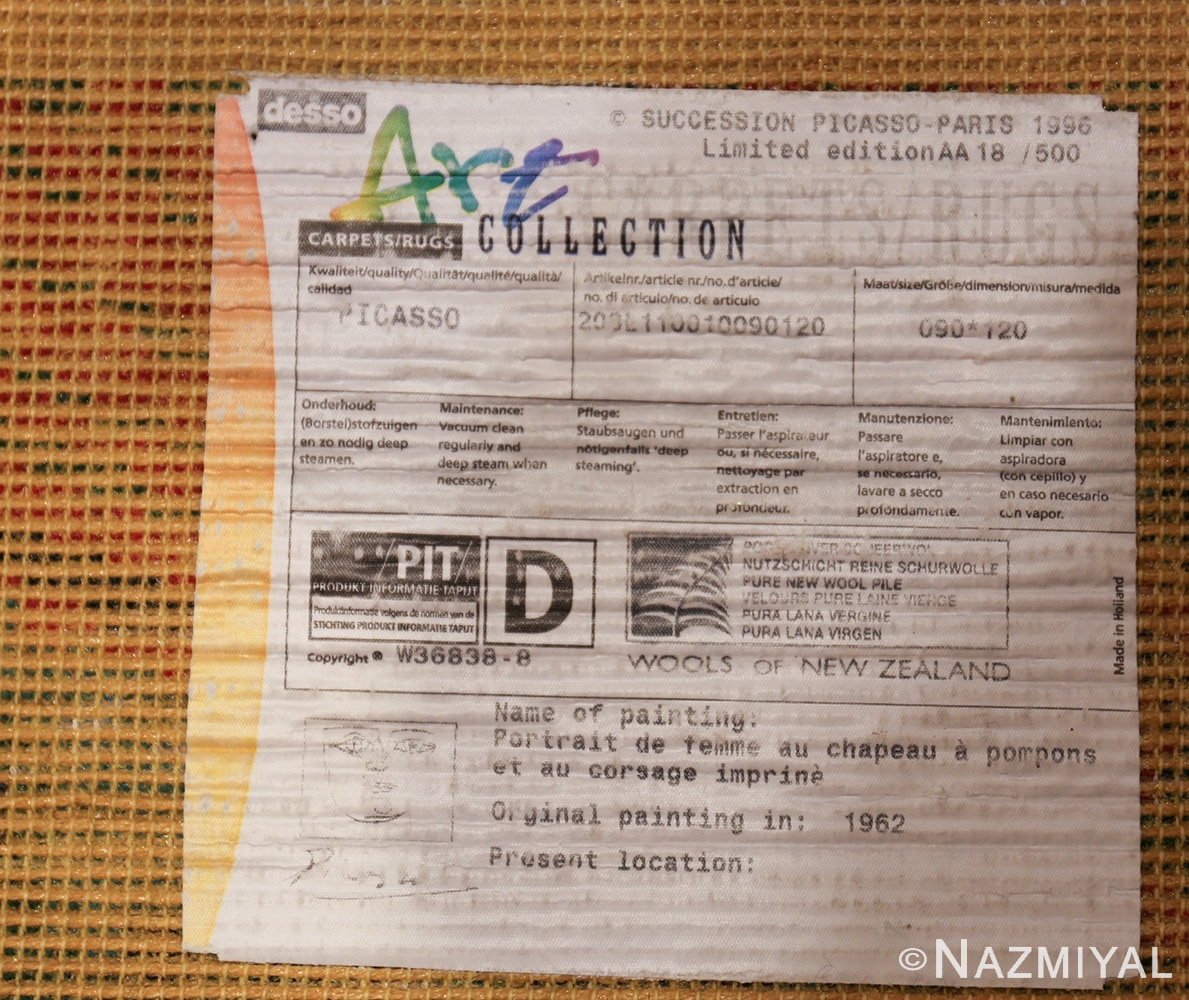 desso
© SUCCESSION PICASSO-PARIS 1996
Limited edition AA 18 /500
Art
CARPETS/RUGS COLLECTION
Kwaliteit/quality/Qualität/qualité/qualità/
calidad
PICASSO
Artikelnr./article nr./no.d'article/
no. di articulo/no. de articulo
110010090120
Maat/size/Größe/dimension/misura/medida
090*120
Onderhoud:
(Borstel)stofzuigen
en zo nodig deep
steamen.
Maintenance:
Vacuum clean
regularly and
deep steam when
necessary.
Pflege:
Staubsaugen und
nötigenfalls 'deep
steaming'.
Entretien:
Passer l'aspirateur
ou, si nécessaire,
nettoyage par
extraction en
profondeur.
Manutenzione:
Passare
l'aspiratore e,
se necessario,
lavare a secco
profondamente.
Mantenimiento:
Limpiar con
aspiradora
(con cepillo) y
en caso necesario
con vapor.
PIT
PRODUKT INFORMATIE TAPIJT
Produktinformatie volgens de normen van de
STICHTING PRODUKT INFORMATIE TAPIJT
D
Copyright ® W36838-8
NUTZSCHICHT REINE SCHURWOLLE
PURE NEW WOOL PILE
VELOURS PURE LAINE VIERGE
PURA LANA VERGINE
PURA LANA VIRGEN
WOOLS OF NEW ZEALAND
Made in Holland
Name of painting:
Portrait de femme au chapeau à pompons
et au corsage imprinè
Orginal painting in: 1962
Present location:
© NAZMIYAL